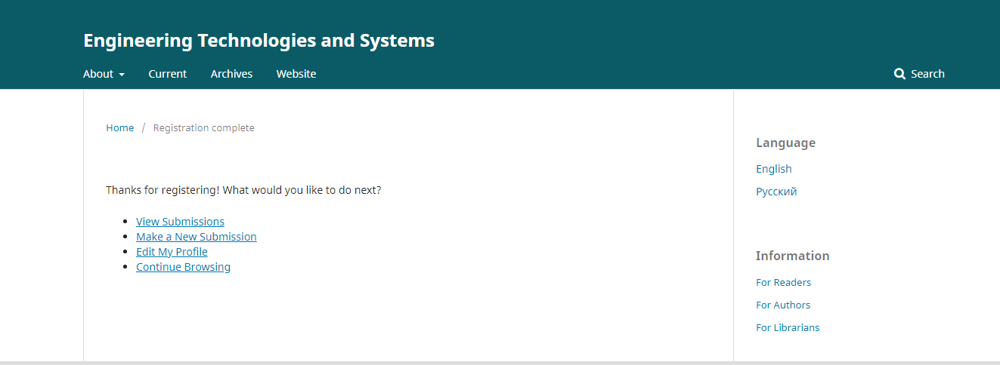 Engineering Technologies and Systems
About Current Archives Website Search
Home / Registration complete
Thanks for registering! What would you like to do next?
View Submissions
Make a New Submission
Edit My Profile
Continue Browsing
Language
English
Русский
Information
For Readers
For Authors
For Librarians